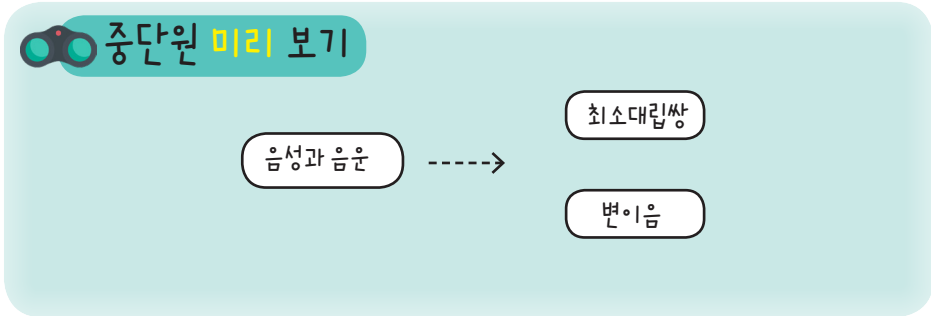 중단원 미리 보기
최소대립쌍
음성과 음운
변이음